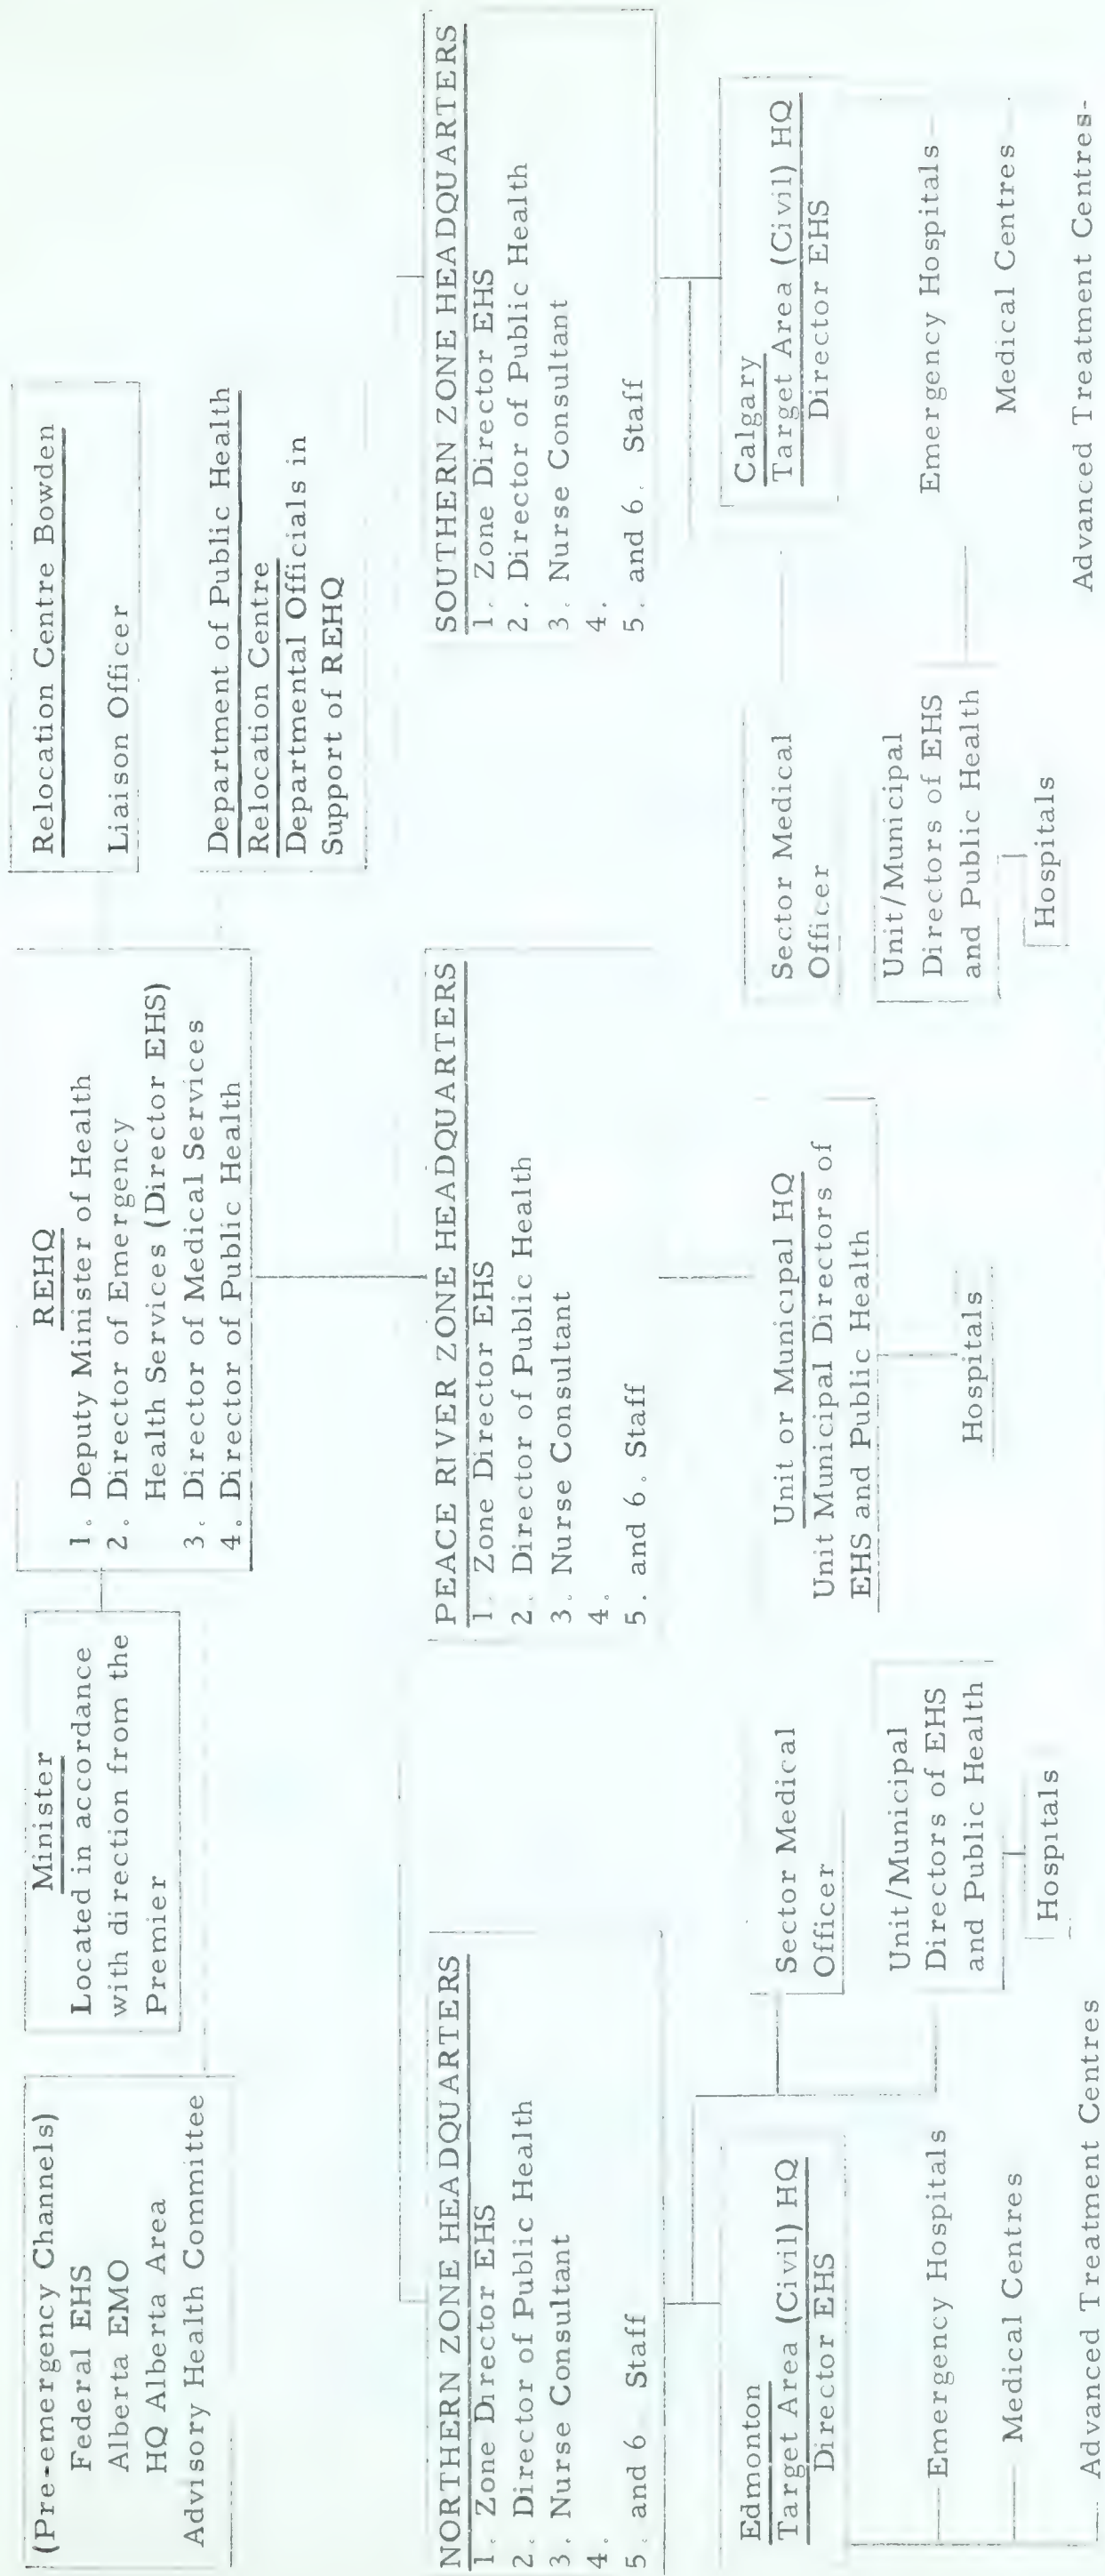 (Pre-emergency Channels)
Federal EHS
Alberta EMO
HQ Alberta Area
Advisory Health Committee
Minister
Located in accordance
with direction from the
Premier
REHQ
1. Deputy Minister of Health
2. Director of Emergency
Health Services (Director EHS)
3. Director of Medical Services
4. Director of Public Health
Relocation Centre Bowden
Liaison Officer
Department of Public Health
Relocation Centre
Departmental Officials in
Support of REHQ
NORTHERN ZONE HEADQUARTERS
1. Zone Director EHS
2. Director of Public Health
3. Nurse Consultant
4.
5. and 6 Staff
PEACE RIVER ZONE HEADQUARTERS
1. Zone Director EHS
2. Director of Public Health
3. Nurse Consultant
4.
5. and 6. Staff
SOUTHERN ZONE HEADQUARTERS
1. Zone Director EHS
2. Director of Public Health
3. Nurse Consultant
4.
5. and 6. Staff
Edmonton
Target Area (Civil) HQ
Director EHS
Emergency Hospitals
Medical Centres
Advanced Treatment Centres
Sector Medical
Officer
Unit/Municipal
Directors of EHS
and Public Health
Hospitals
Unit or Municipal HQ
Unit Municipal Directors of
EHS and Public Health
Hospitals
Sector Medical
Officer
Unit/Municipal
Directors of EHS
and Public Health
Hospitals
Calgary
Target Area (Civil) HQ
Director EHS
Emergency Hospitals
Medical Centres
Advanced Treatment Centres